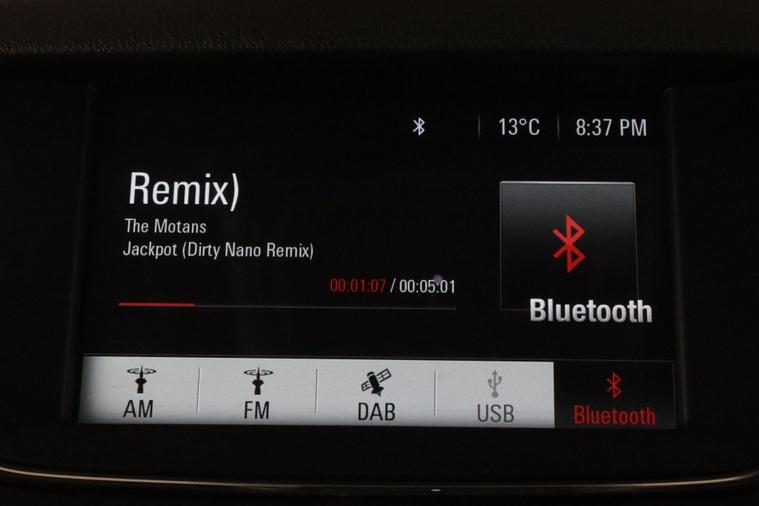 13°C 8:37 PM
Remix)
The Motans
Jackpot (Dirty Nano Remix)
00:01:07 / 00:05:01
Bluetooth
AM FM DAB USB Bluetooth